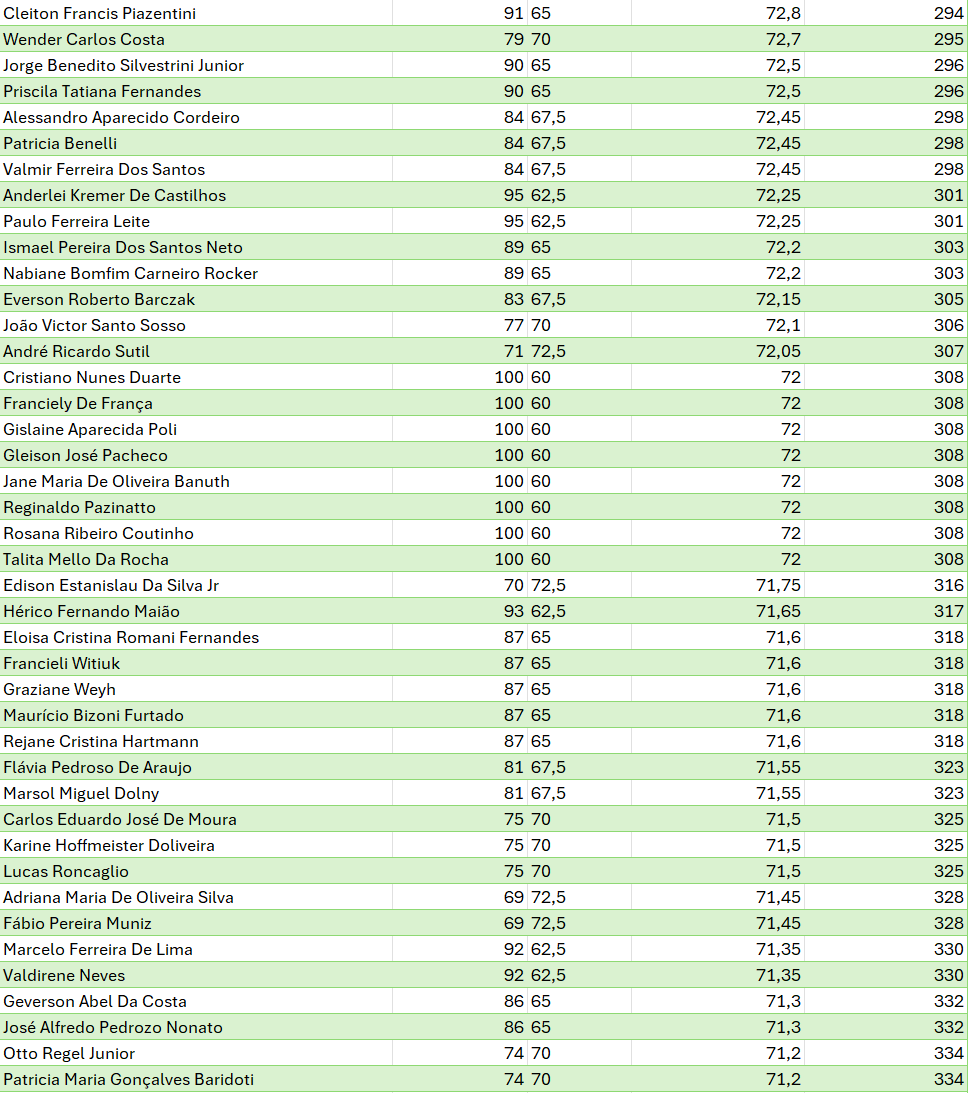 Cleiton Francis Piazentini 91 65 72,8 294
Wender Carlos Costa 79 70 72,7 295
Jorge Benedito Silvestrini Junior 90 65 72,5 296
Priscila Tatiana Fernandes 90 65 72,5 296
Alessandro Aparecido Cordeiro 84 67,5 72,45 298
Patricia Benelli 84 67,5 72,45 298
Valmir Ferreira Dos Santos 84 67,5 72,45 298
Anderlei Kremer De Castilhos 95 62,5 72,25 301
Paulo Ferreira Leite 95 62,5 72,25 301
Ismael Pereira Dos Santos Neto 89 65 72,2 303
Nabiane Bomfim Carneiro Rocker 89 65 72,2 303
Everson Roberto Barczak 83 67,5 72,15 305
João Victor Santo Sosso 77 70 72,1 306
André Ricardo Sutil 71 72,5 72,05 307
Cristiano Nunes Duarte 100 60 72 308
Franciely De França 100 60 72 308
Gislaine Aparecida Poli 100 60 72 308
Gleison José Pacheco 100 60 72 308
Jane Maria De Oliveira Banuth 100 60 72 308
Reginaldo Pazinatto 100 60 72 308
Rosana Ribeiro Coutinho 100 60 72 308
Talita Mello Da Rocha 100 60 72 308
Edison Estanislau Da Silva Jr 70 72,5 71,75 316
Hérico Fernando Maião 93 62,5 71,65 317
Eloisa Cristina Romani Fernandes 87 65 71,6 318
Francieli Witiuk 87 65 71,6 318
Graziane Weyh 87 65 71,6 318
Maurício Bizoni Furtado 87 65 71,6 318
Rejane Cristina Hartmann 87 65 71,6 318
Flávia Pedroso De Araujo 81 67,5 71,55 323
Marsol Miguel Dolny 81 67,5 71,55 323
Carlos Eduardo José De Moura 75 70 71,5 325
Karine Hoffmeister Doliveira 75 70 71,5 325
Lucas Roncaglio 75 70 71,5 325
Adriana Maria De Oliveira Silva 69 72,5 71,45 328
Fábio Pereira Muniz 69 72,5 71,45 328
Marcelo Ferreira De Lima 92 62,5 71,35 330
Valdirene Neves 92 62,5 71,35 330
Geverson Abel Da Costa 86 65 71,3 332
José Alfredo Pedrozo Nonato 86 65 71,3 332
Otto Regel Junior 74 70 71,2 334
Patricia Maria Gonçalves Baridoti 74 70 71,2 334